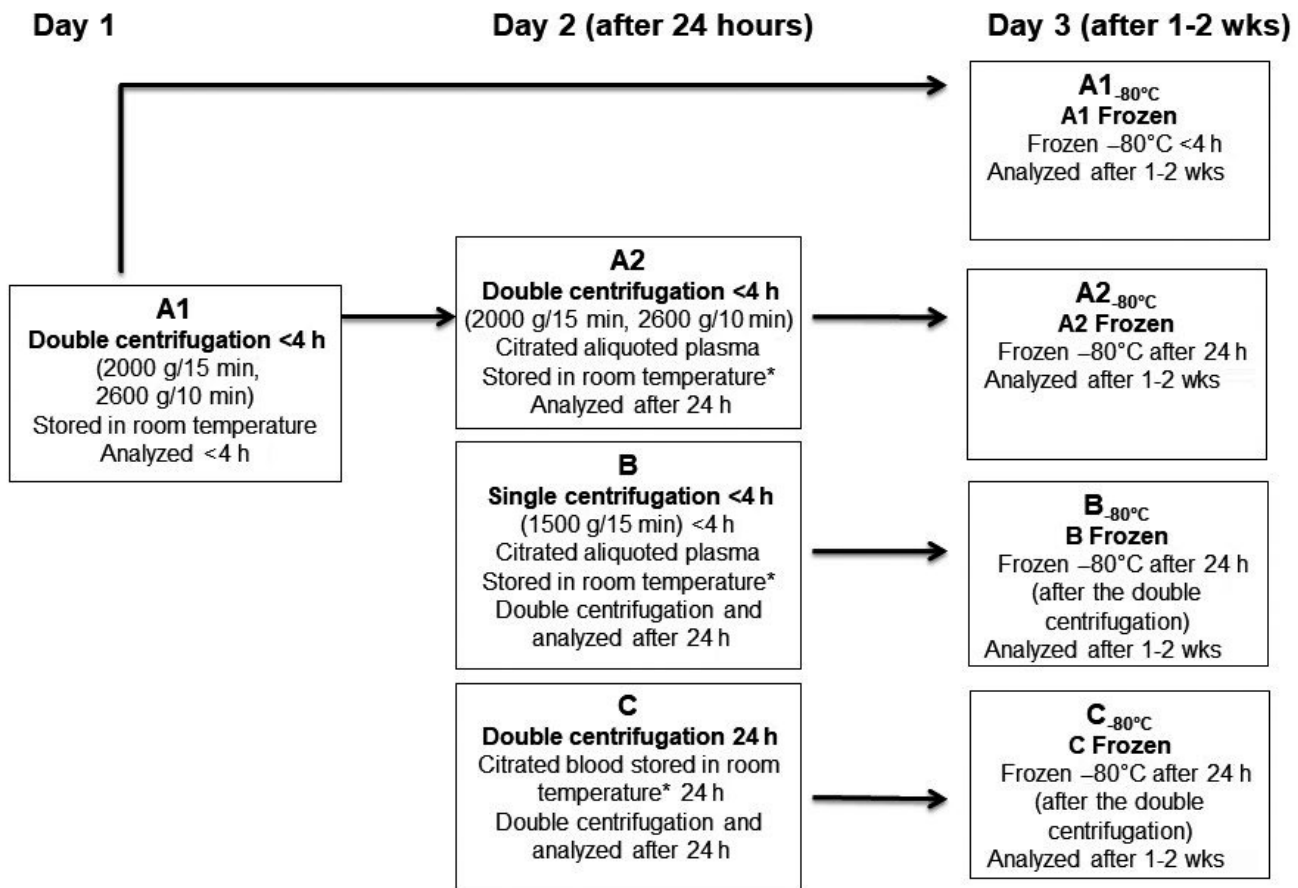 Day 1
Day 2 (after 24 hours)
Day 3 (after 1-2 wks)
A1
Double centrifugation <4 h
(2000 g/15 min,
2600 g/10 min)
Stored in room temperature
Analyzed <4 h
A2
Double centrifugation <4 h
(2000 g/15 min, 2600 g/10 min)
Citrated aliquoted plasma
Stored in room temperature*
Analyzed after 24 h
B
Single centrifugation <4 h
(1500 g/15 min) <4 h
Citrated aliquoted plasma
Stored in room temperature*
Double centrifugation and
analyzed after 24 h
C
Double centrifugation 24 h
Citrated blood stored in room
temperature* 24 h
Double centrifugation and
analyzed after 24 h
A1-80°C
A1 Frozen
Frozen –80°C <4 h
Analyzed after 1-2 wks
A2-80°C
A2 Frozen
Frozen –80°C after 24 h
Analyzed after 1-2 wks
B-80°C
B Frozen
Frozen –80°C after 24 h
(after the double
centrifugation)
Analyzed after 1-2 wks
C-80°C
C Frozen
Frozen –80°C after 24 h
(after the double
centrifugation)
Analyzed after 1-2 wks